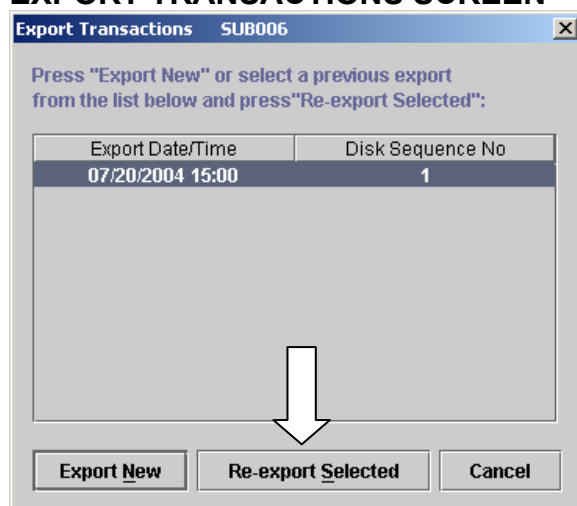 EXPORT TRANSACTIONS SCREEN
Export Transactions SUB006
Press "Export New" or select a previous export
from the list below and press"Re-export Selected":
Export Date/Time Disk Sequence No
07/20/2004 15:00 1
Export New Re-export Selected Cancel